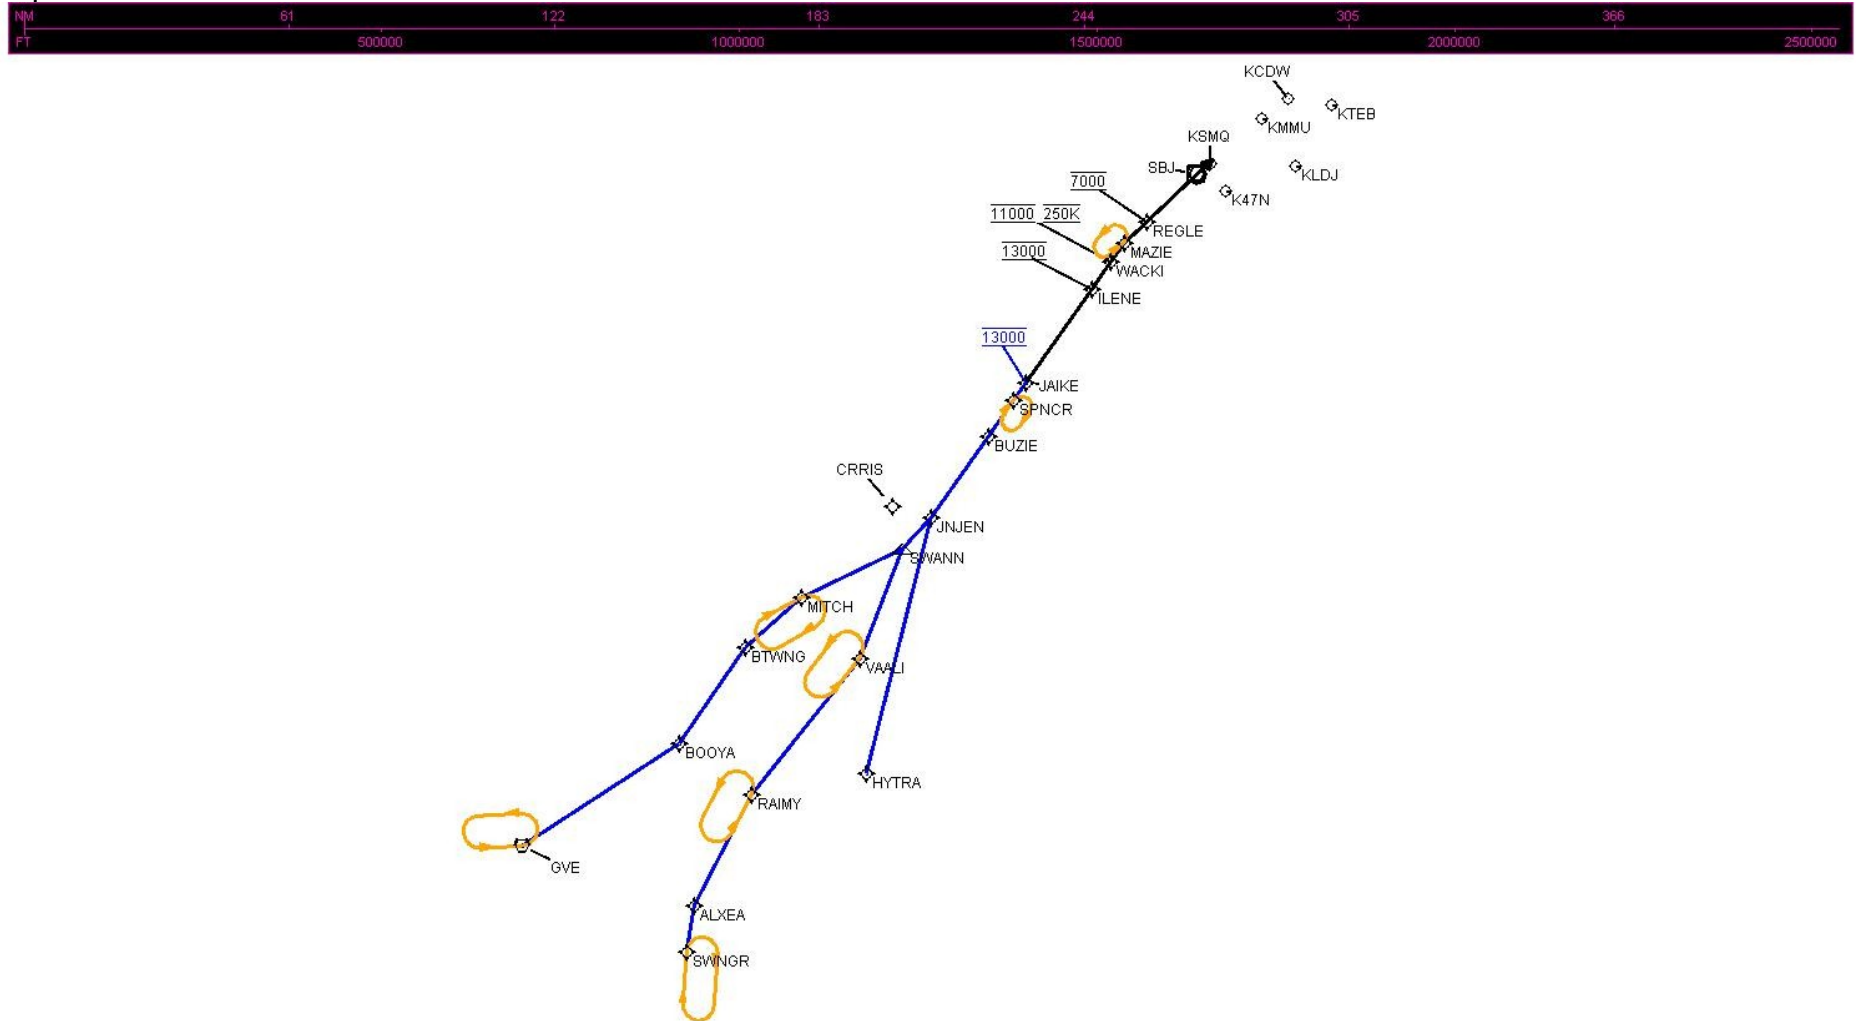 NM 61 122 183 244 305 366
FT 500000 1000000 1500000 2000000 2500000
KCDW
KTEB
KMMU
KSMQ
SBJ
KLDJ
7000
K47N
11000 250K
REGLE
13000
MAZIE
WACKI
ILENE
13000
JAIKE
SPNCR
BUZIE
CRRIS
JNJEN
SWANN
MITCH
BTWNG
VAALI
BOOYA
HYTRA
RAIMY
GVE
ALXEA
SWNGR